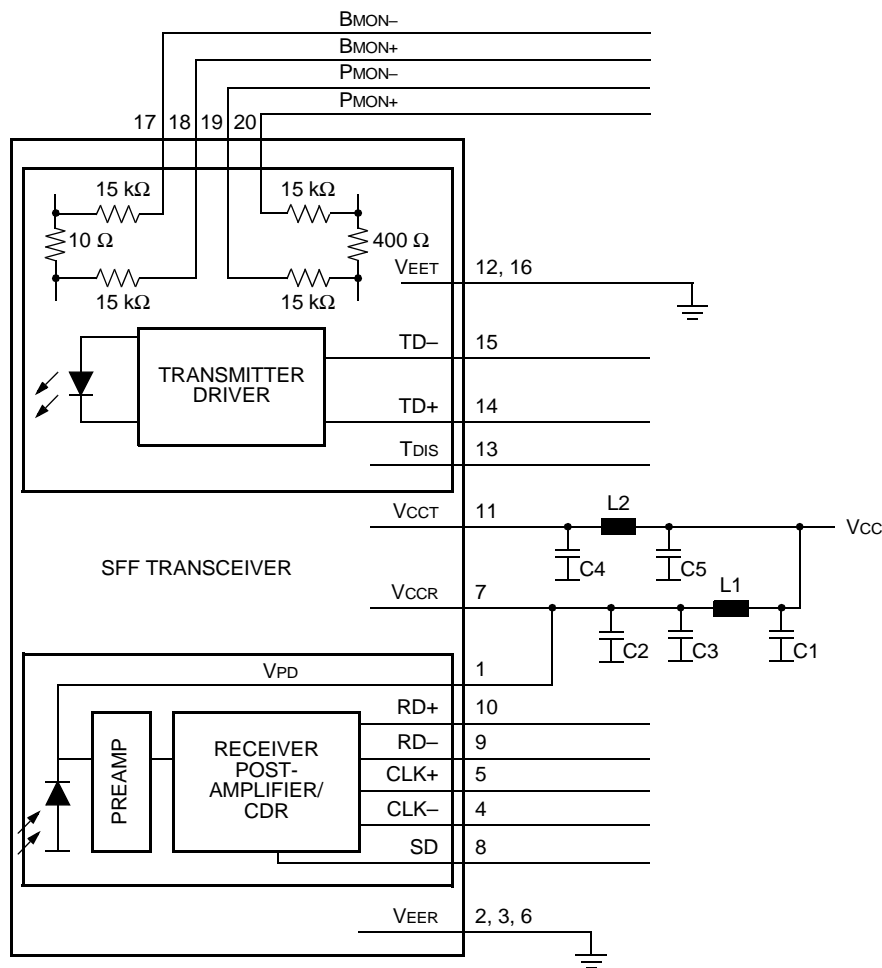 BMON–
BMON+
PMON–
PMON+
17 18 19 20
15 kΩ 15 kΩ
10 Ω 400 Ω
15 kΩ 15 kΩ
VEET 12, 16
TRANSMITTER
DRIVER
TD– 15
TD+ 14
TDIS 13
VCCT 11 L2 VCC
C4 C5
SFF TRANSCEIVER
VCCR 7 L1
C2 C3 C1
VPD 1
PREAMP
RECEIVER
POST-
AMPLIFIER/
CDR
RD+ 10
RD– 9
CLK+ 5
CLK– 4
SD 8
VEER 2, 3, 6